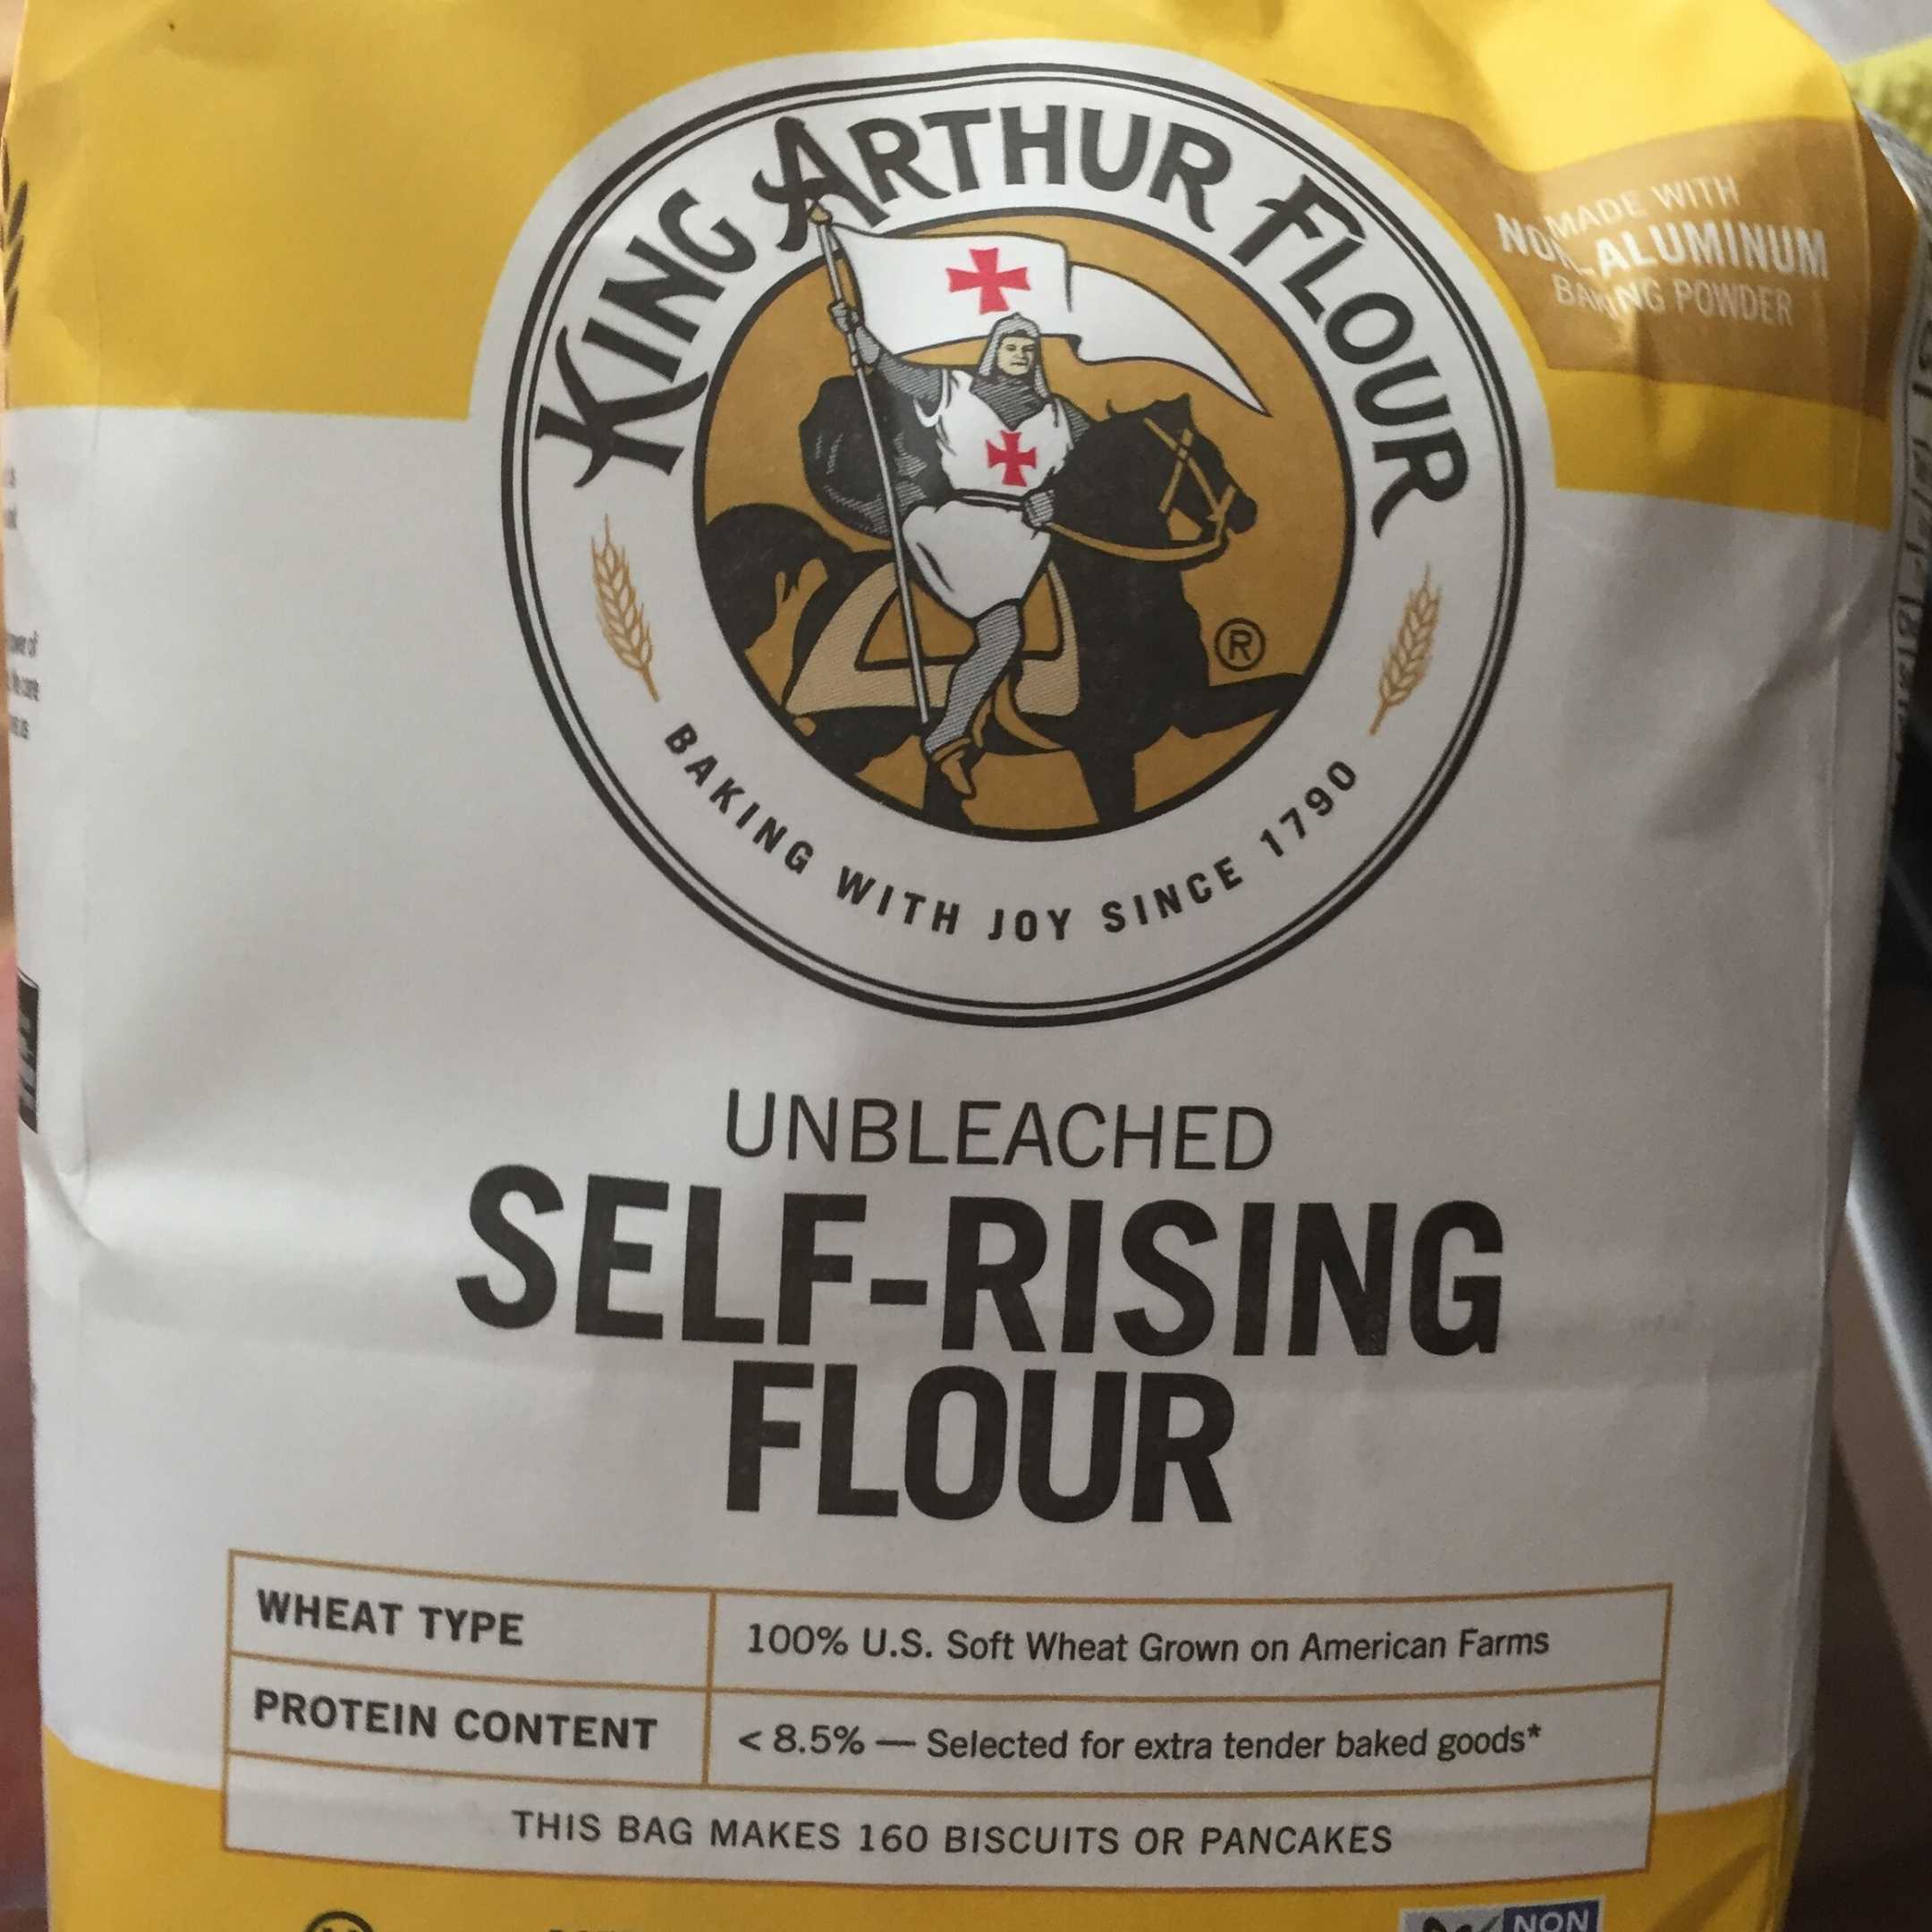 KING ARTHUR FLOUR
MADE WITH
NON-ALUMINUM
BAKING POWDER
®
BAKING WITH JOY SINCE 1790
UNBLEACHED
SELF-RISING
FLOUR
WHEAT TYPE
100% U.S. Soft Wheat Grown on American Farms
PROTEIN CONTENT
< 8.5% — Selected for extra tender baked goods*
THIS BAG MAKES 160 BISCUITS OR PANCAKES
NON